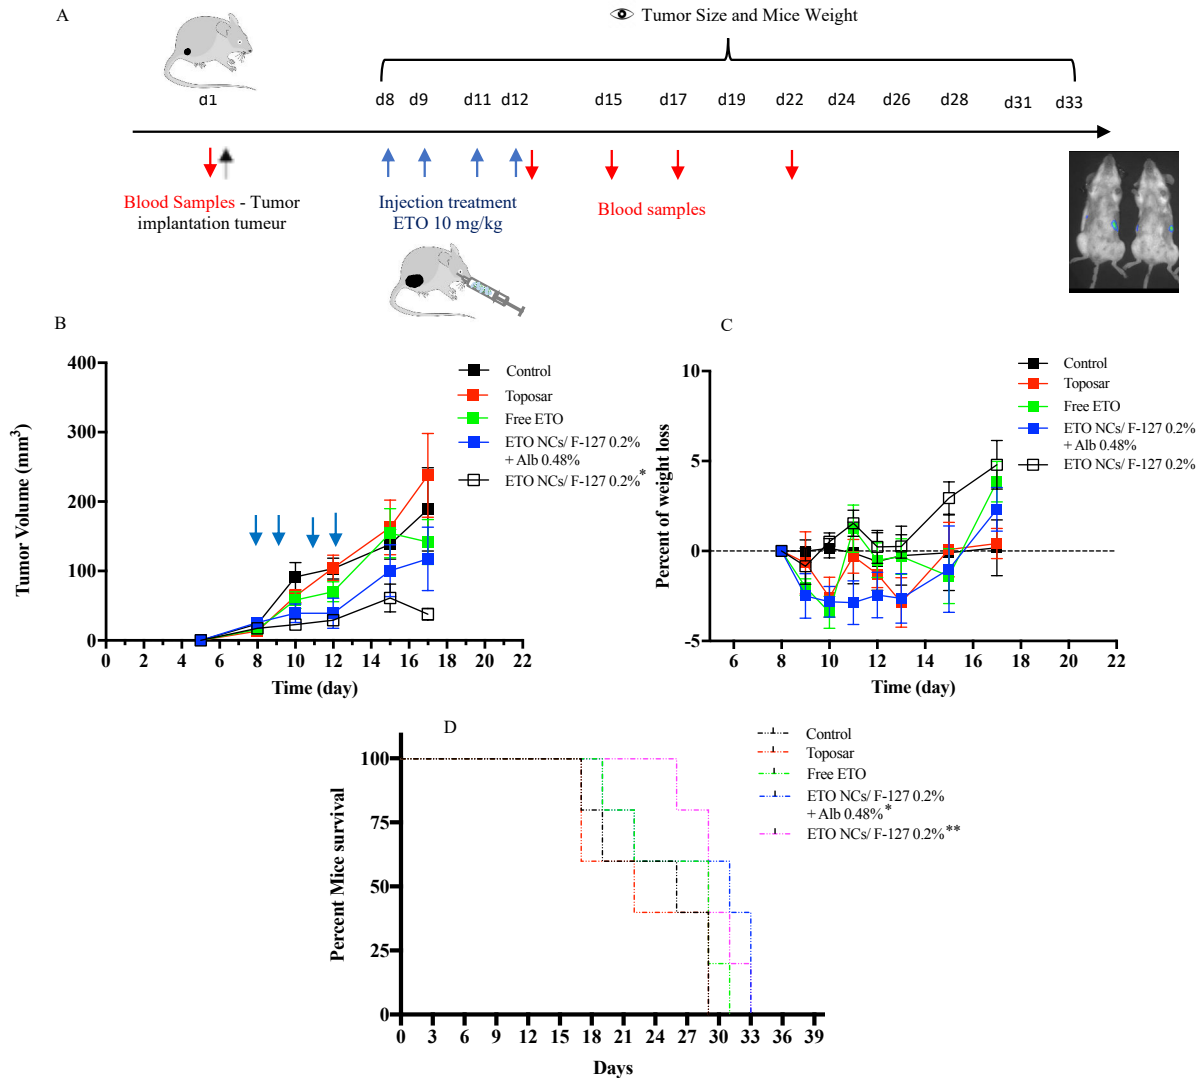 A
Tumor Size and Mice Weight
d1
d8 d9 d11 d12 d15 d17 d19 d22 d24 d26 d28 d31 d33
Blood Samples - Tumor
implantation tumeur
Injection treatment
ETO 10 mg/kg
Blood samples
B
Tumor Volume (mm³)
400
300
200
100
0
0 2 4 6 8 10 12 14 16 18 20 22
Time (day)
Control
Toposar
Free ETO
ETO NCs/ F-127 0.2%
+ Alb 0.48%
ETO NCs/ F-127 0.2%*
C
Percent of weight loss
10
5
0
-5
6 8 10 12 14 16 18 20 22
Time (day)
Control
Toposar
Free ETO
ETO NCs/ F-127 0.2%
+ Alb 0.48%
ETO NCs/ F-127 0.2%
D
Percent Mice survival
100
75
50
25
0
0 3 6 9 12 15 18 21 24 27 30 33 36 39
Days
Control
Toposar
Free ETO
ETO NCs/ F-127 0.2%
+ Alb 0.48%*
ETO NCs/ F-127 0.2%**